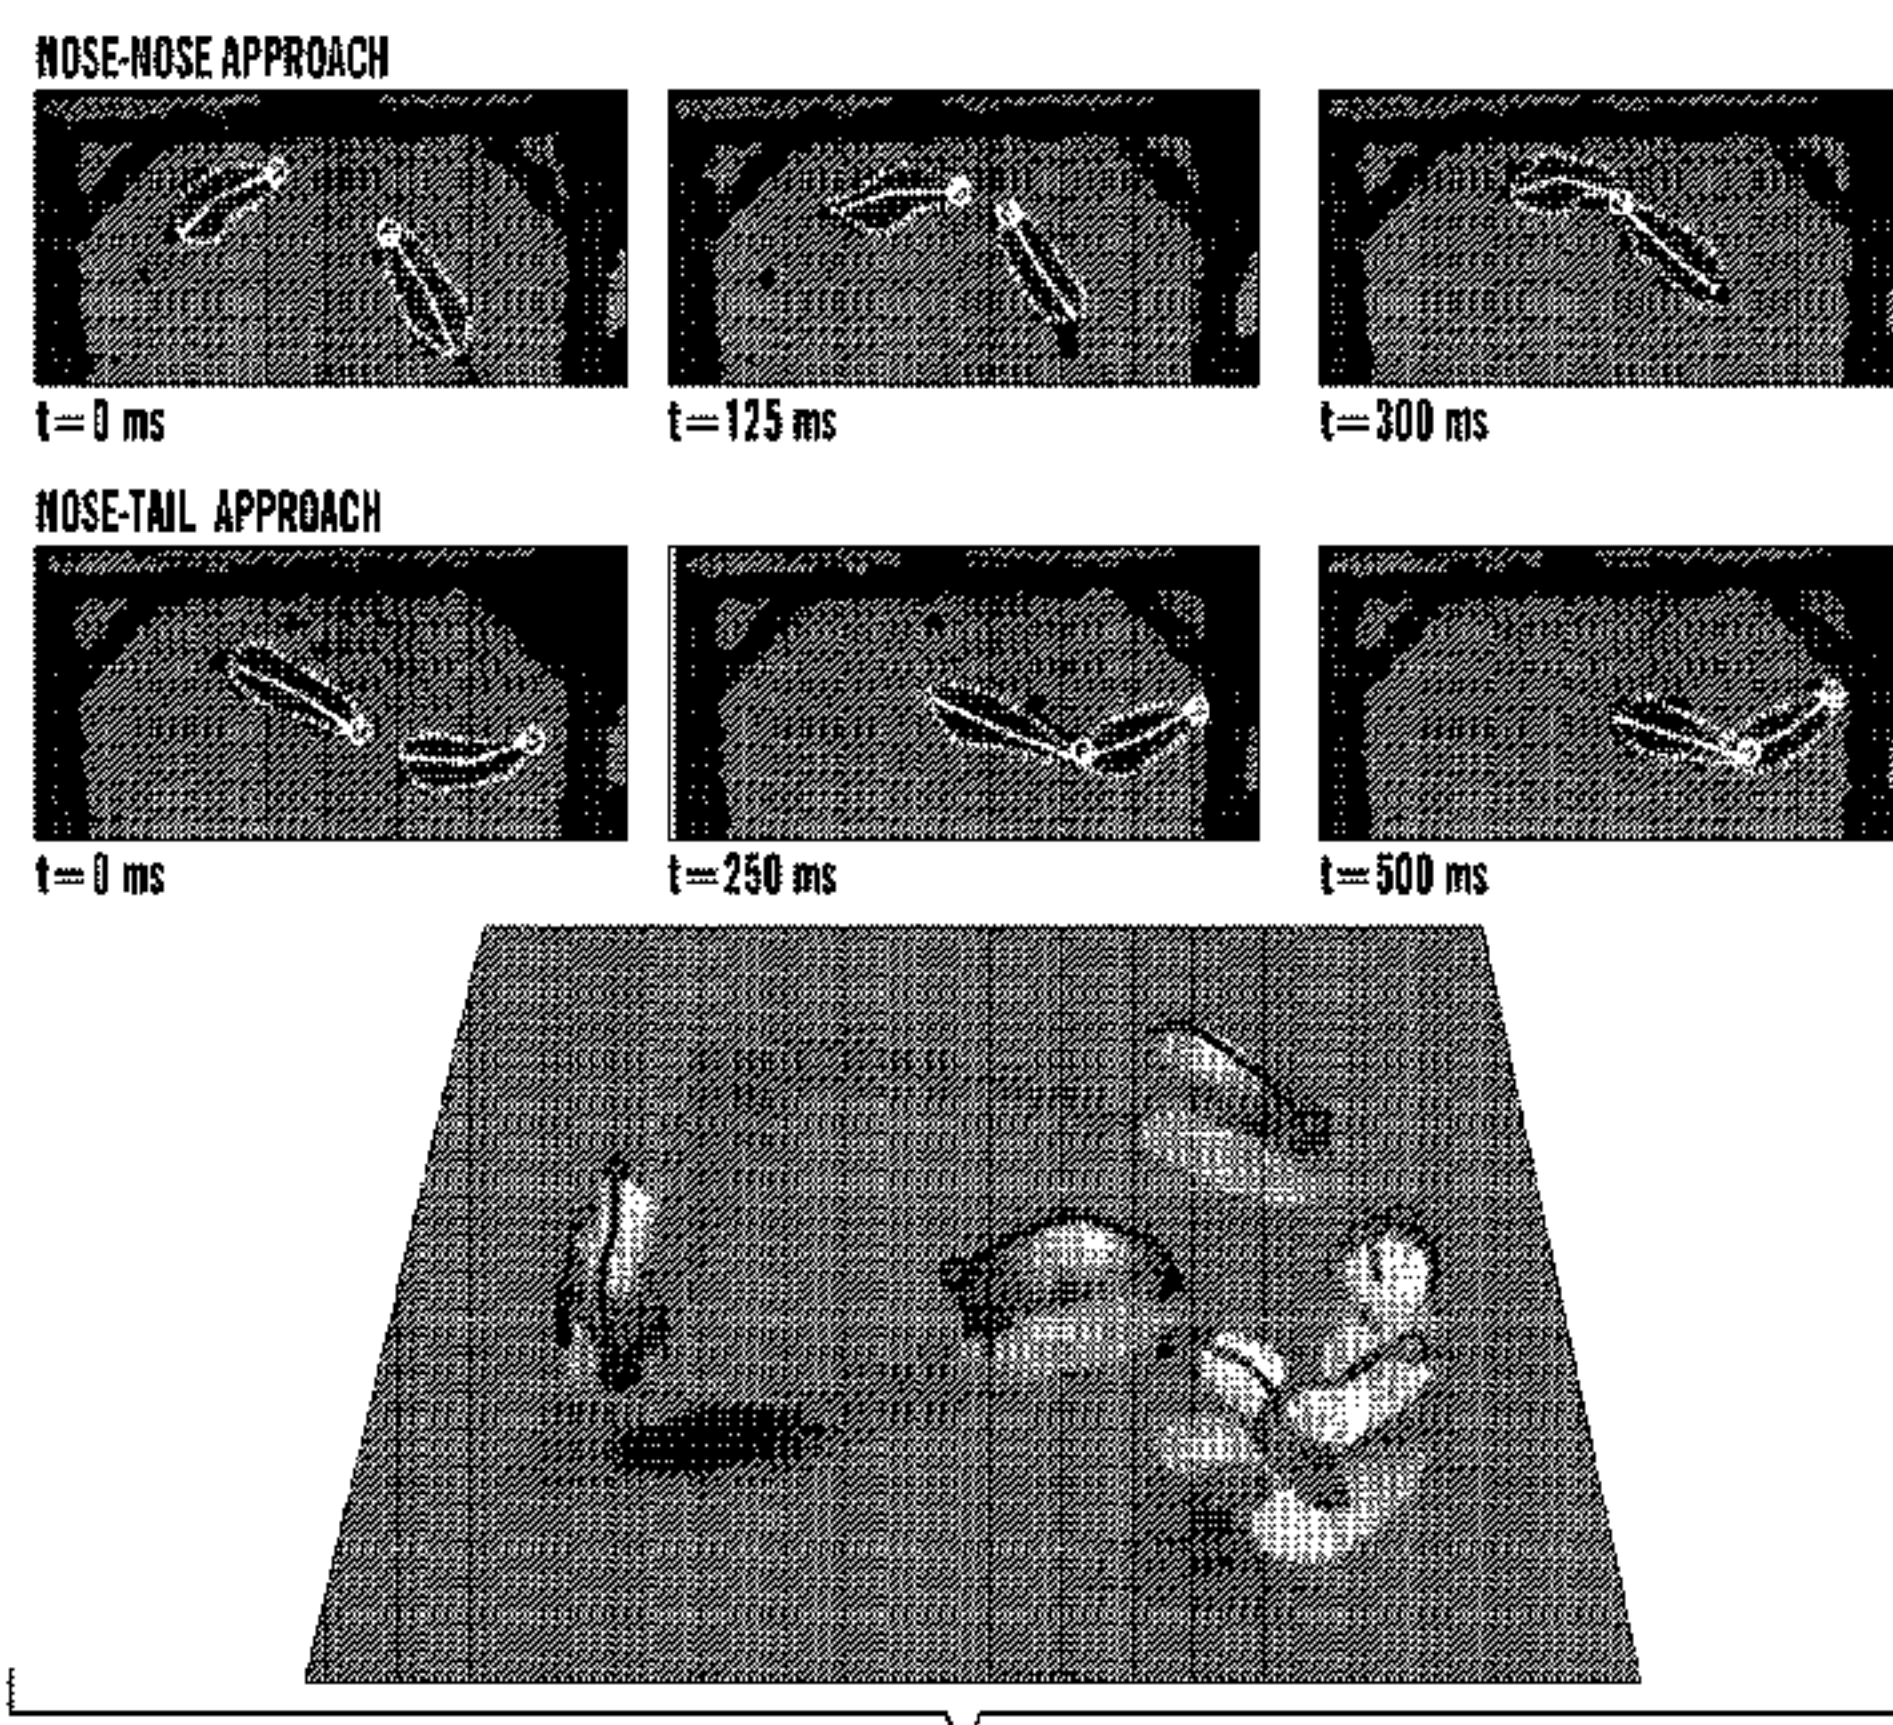 NOSE-NOSE APPROACH
t=0 ms
t=125 ms
t=300 ms
NOSE-TAIL APPROACH
t=0 ms
t=250 ms
t=500 ms